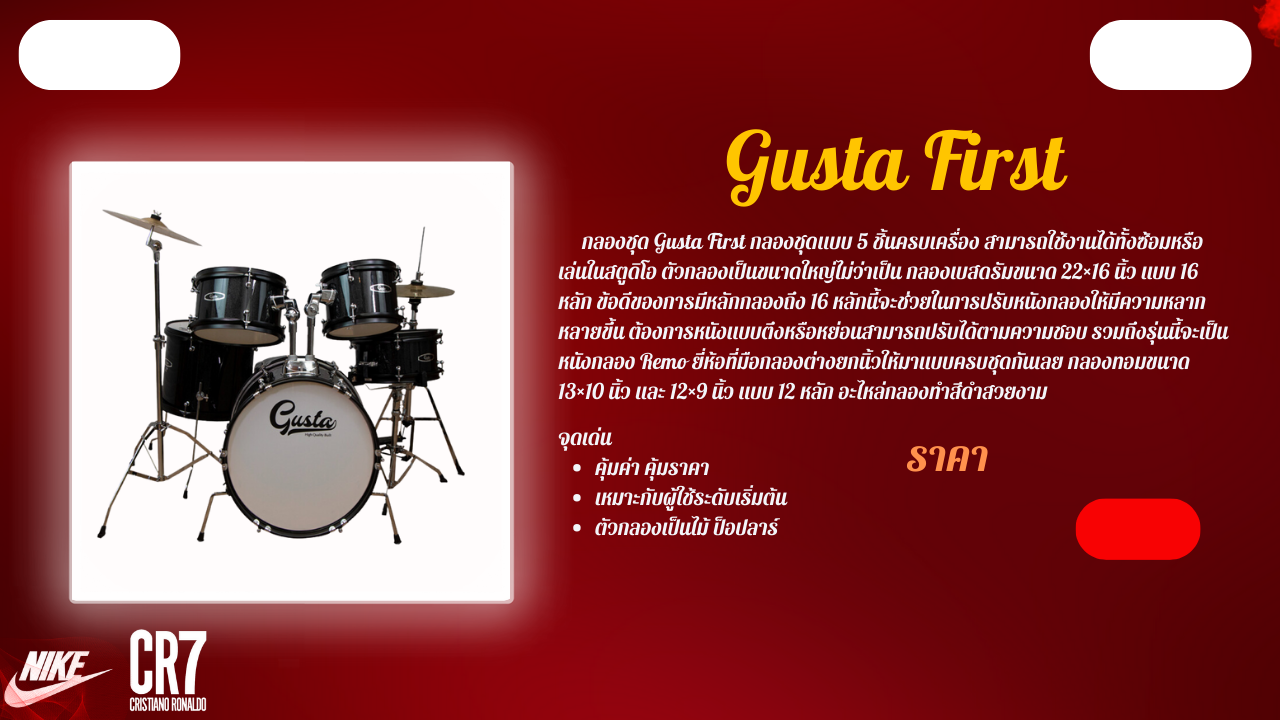 Gusta First
กลองชุด Gusta First กลองชุดแบบ 5 ชิ้นครบเครื่อง สามารถใช้งานได้ทั้งซ้อมหรือ
เล่นในสตูดิโอ ตัวกลองเป็นขนาดใหญ่ไม่ว่าเป็น กลองเบสดรัมขนาด 22×16 นิ้ว แบบ 16
หลัก ข้อดีของการมีหลักกลองถึง 16 หลักนี้จะช่วยในการปรับหนังกลองให้มีความหลาก
หลายขึ้น ต้องการหนังแบบตึงหรือหย่อนสามารถปรับได้ตามความชอบ รวมถึงรุ่นนี้จะเป็น
หนังกลอง Remo ยี่ห้อที่มือกลองต่างยกนิ้วให้มาแบบครบชุดกันเลย กลองทอมขนาด
13×10 นิ้ว และ 12×9 นิ้ว แบบ 12 หลัก อะไหล่กลองทำสีดำสวยงาม
จุดเด่น
• คุ้มค่า คุ้มราคา
• เหมาะกับผู้ใช้ระดับเริ่มต้น
• ตัวกลองเป็นไม้ ป็อปลาร์
ราคา
Gusta
NIKE
CR7
CRISTIANO RONALDO